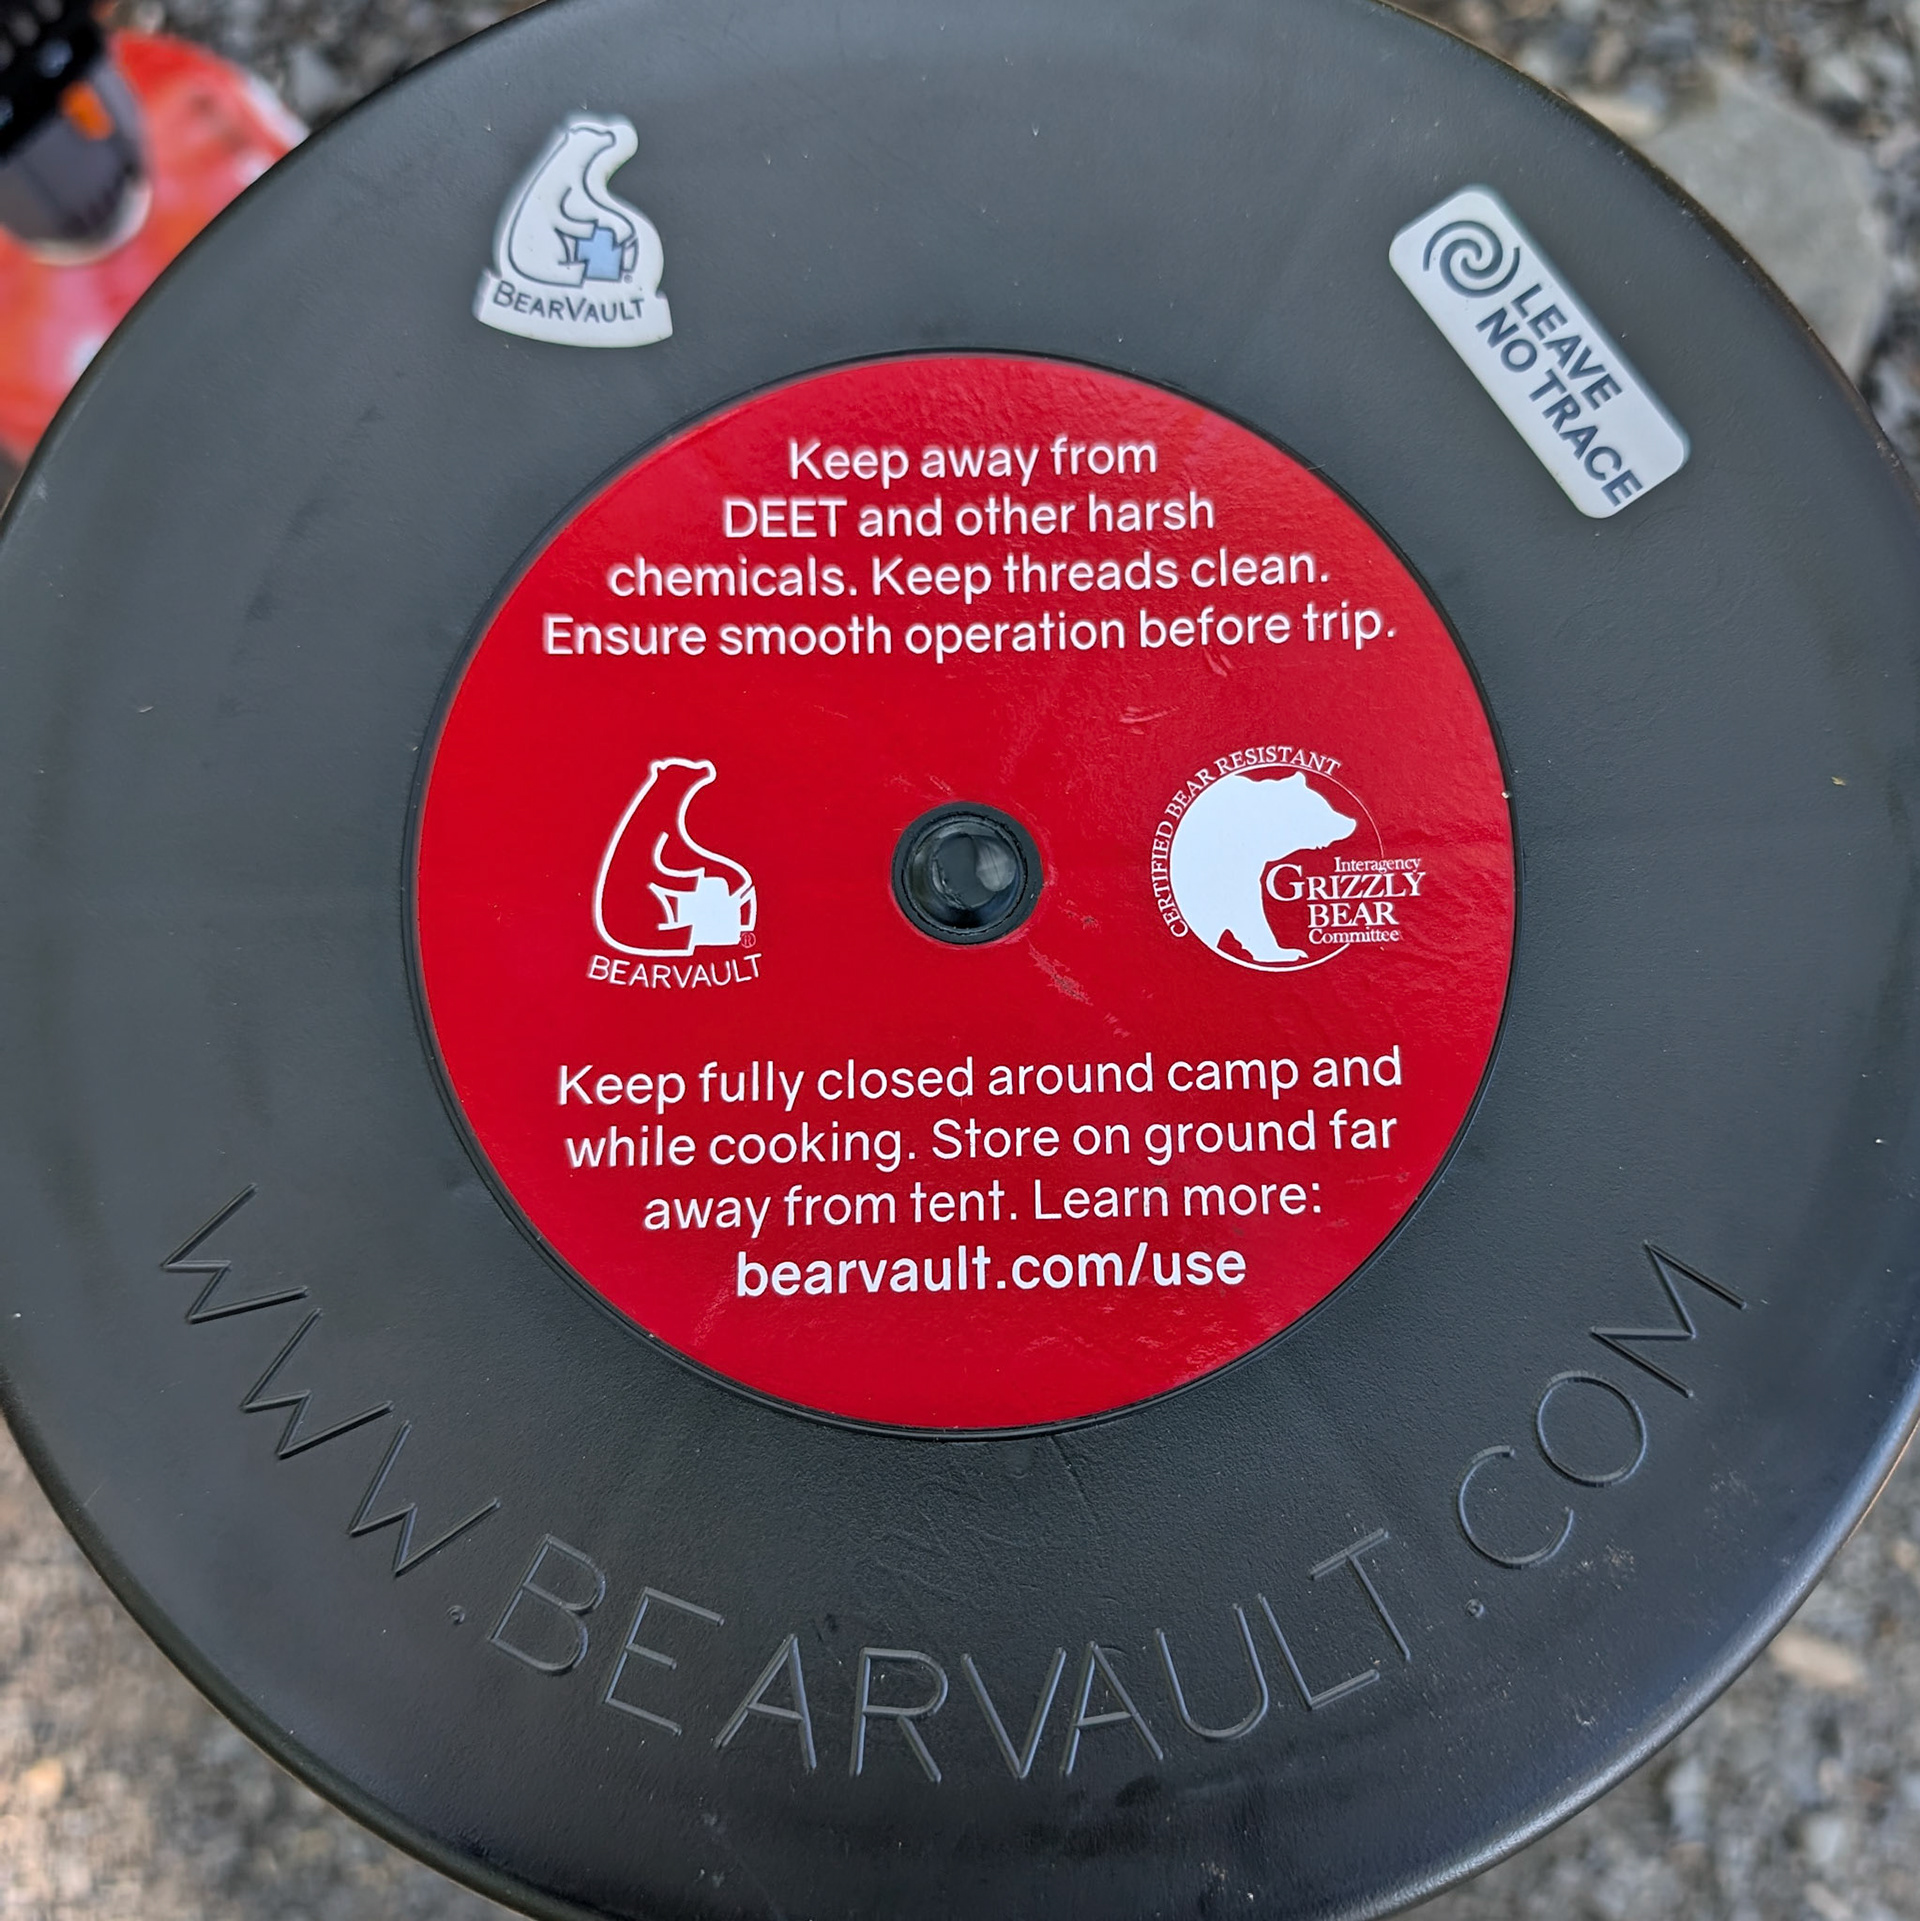 BEARVAULT
LEAVE
NO TRACE
Keep away from
DEET and other harsh
chemicals. Keep threads clean.
Ensure smooth operation before trip.
®
BEARVAULT
CERTIFIED BEAR RESISTANT
Interagency
GRIZZLY
BEAR
Committee
Keep fully closed around camp and
while cooking. Store on ground far
away from tent. Learn more:
bearvault.com/use
WWW.BEARVAULT.COM